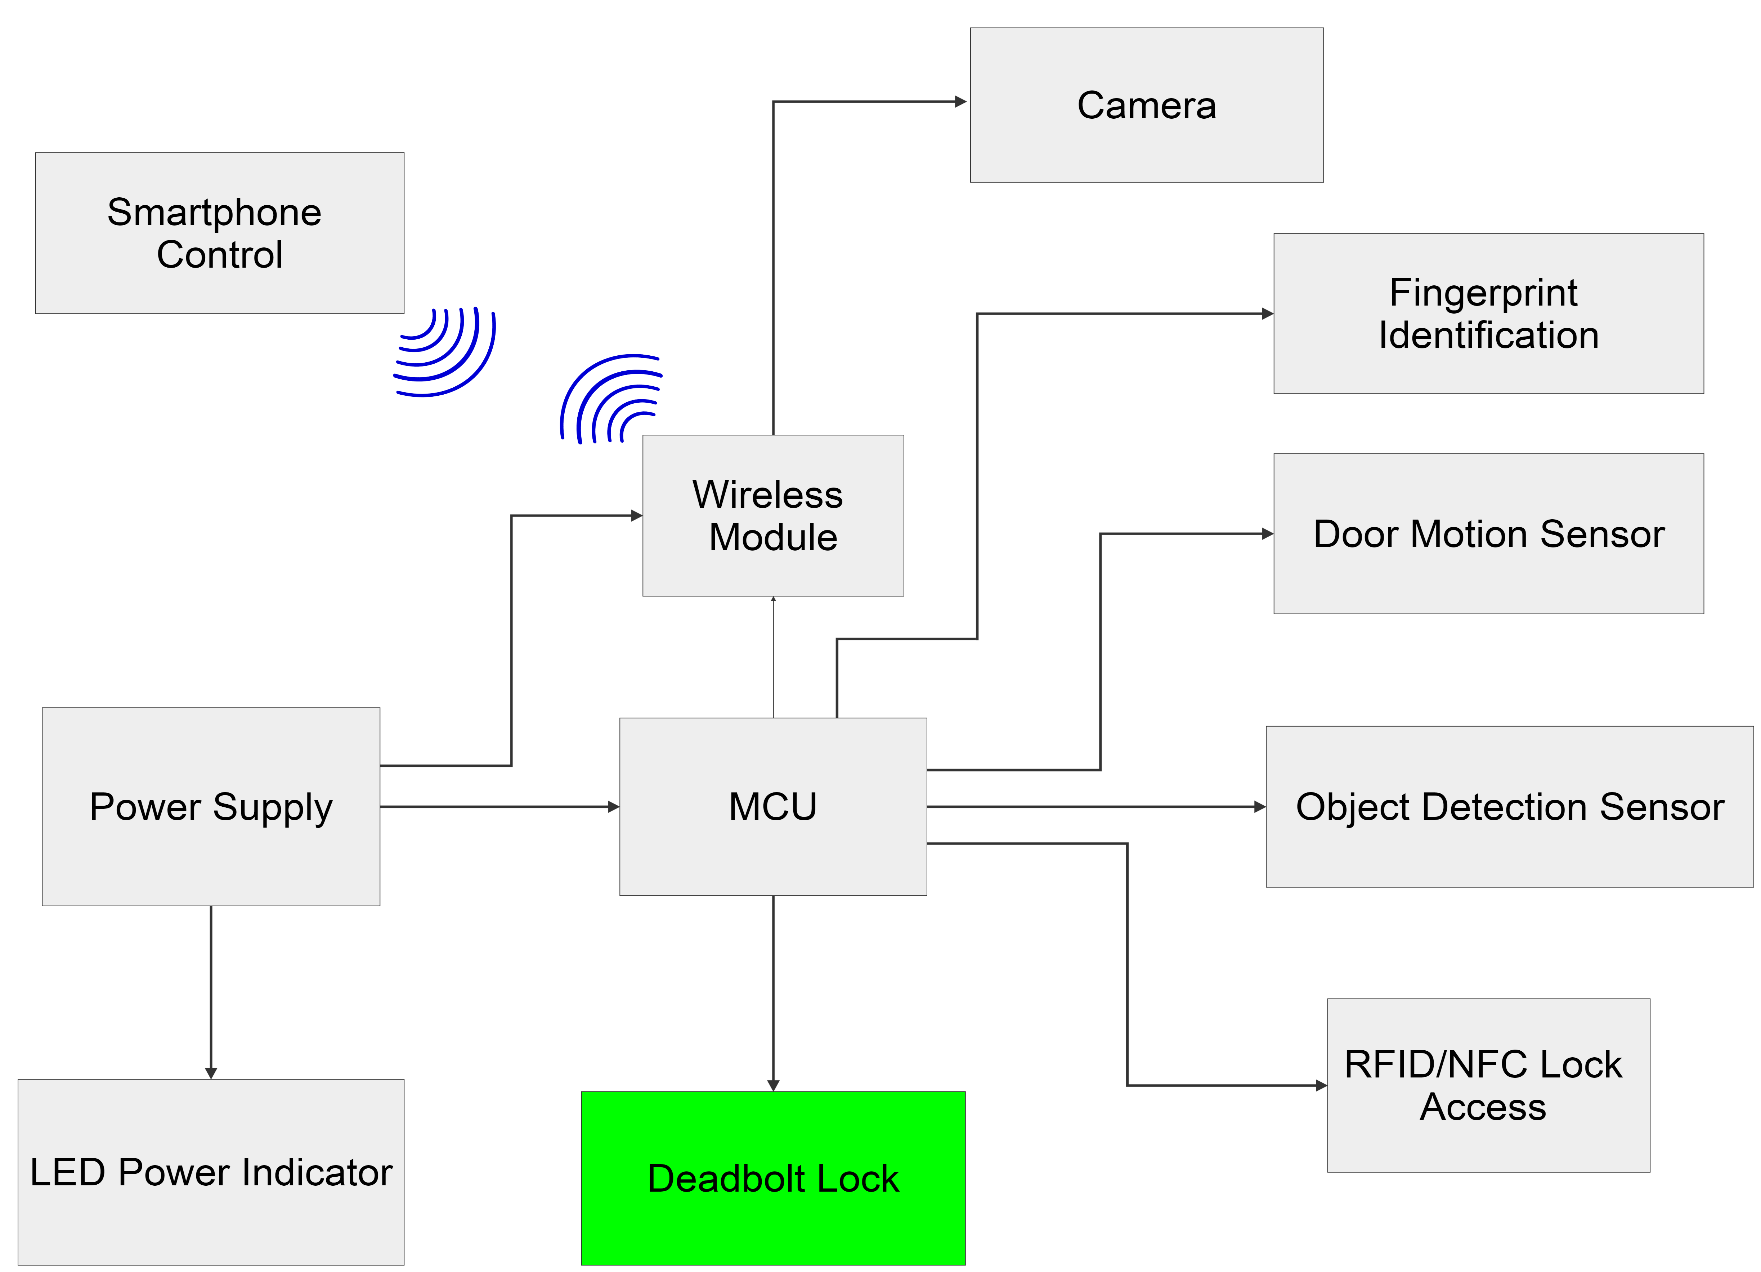 Camera
Smartphone
Control
Fingerprint
Identification
Wireless
Module
Door Motion Sensor
Power Supply
MCU
Object Detection Sensor
RFID/NFC Lock
Access
LED Power Indicator
Deadbolt Lock